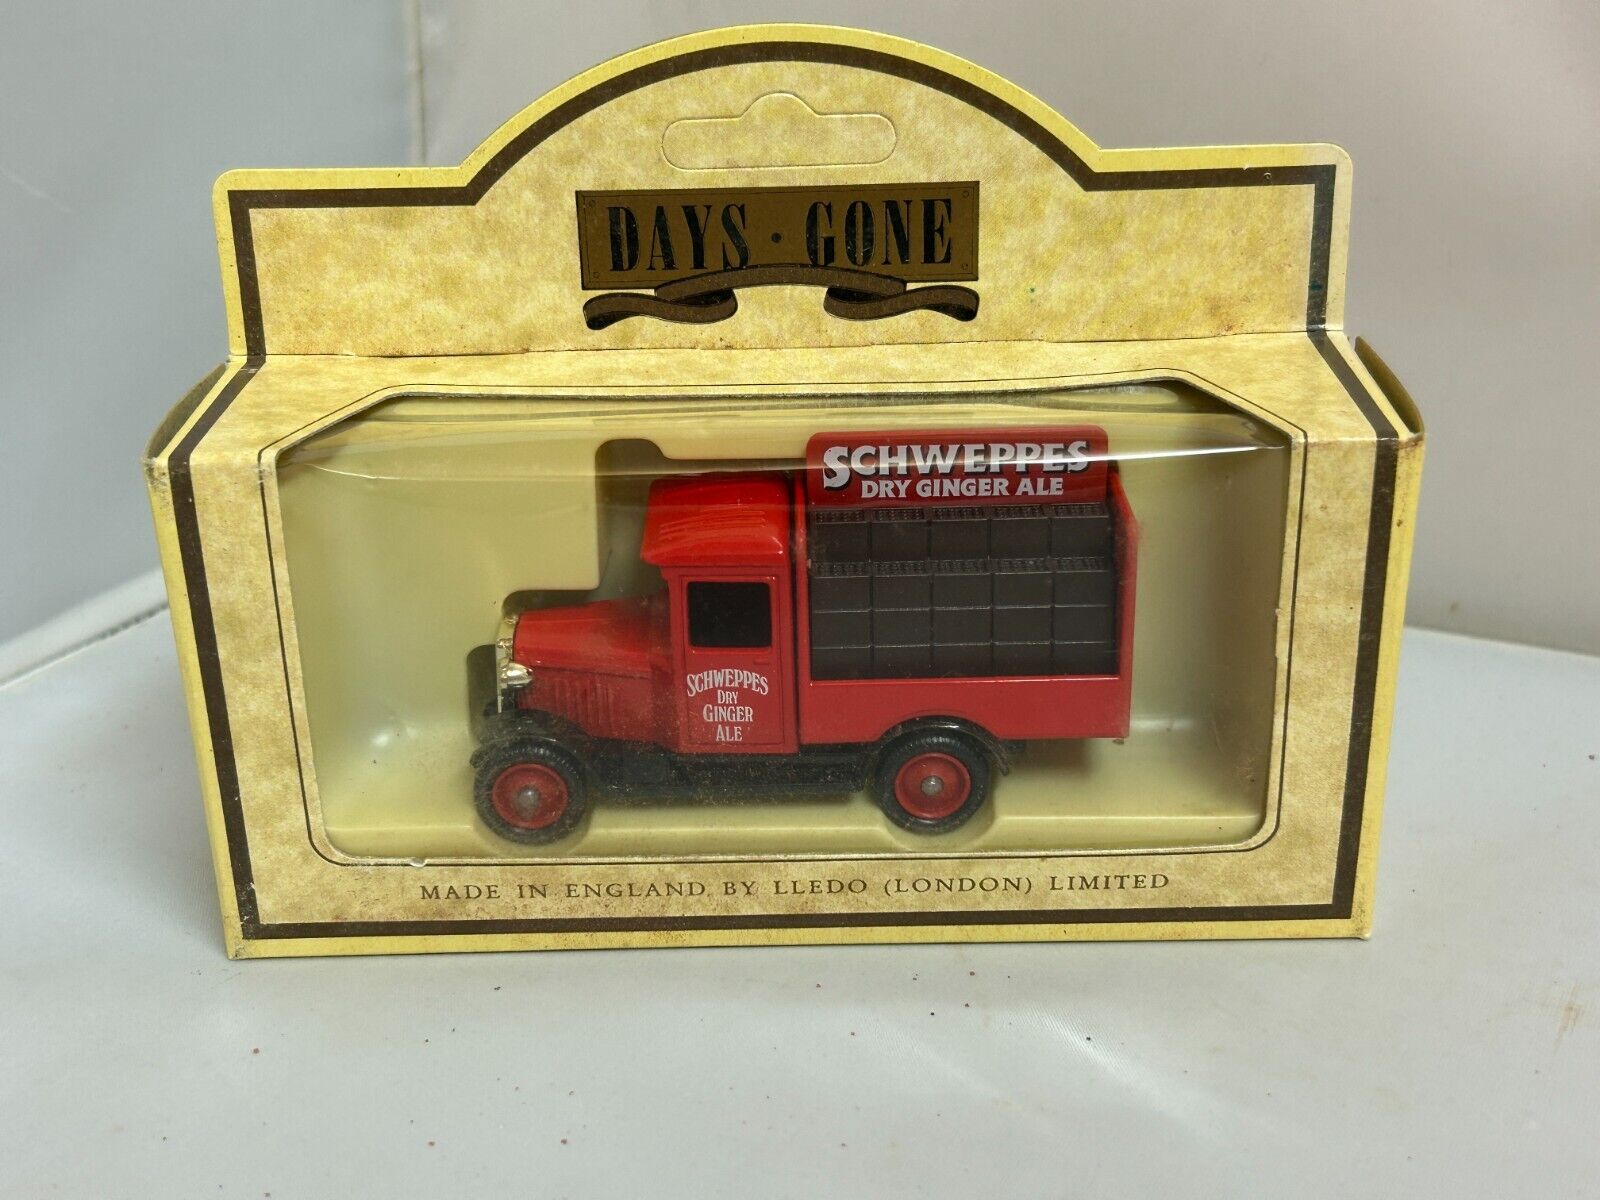 DAYS · GONE
SCHWEPPES
DRY GINGER ALE
SCHWEPPES
DRY
GINGER
ALE
MADE IN ENGLAND BY LLEDO (LONDON) LIMITED